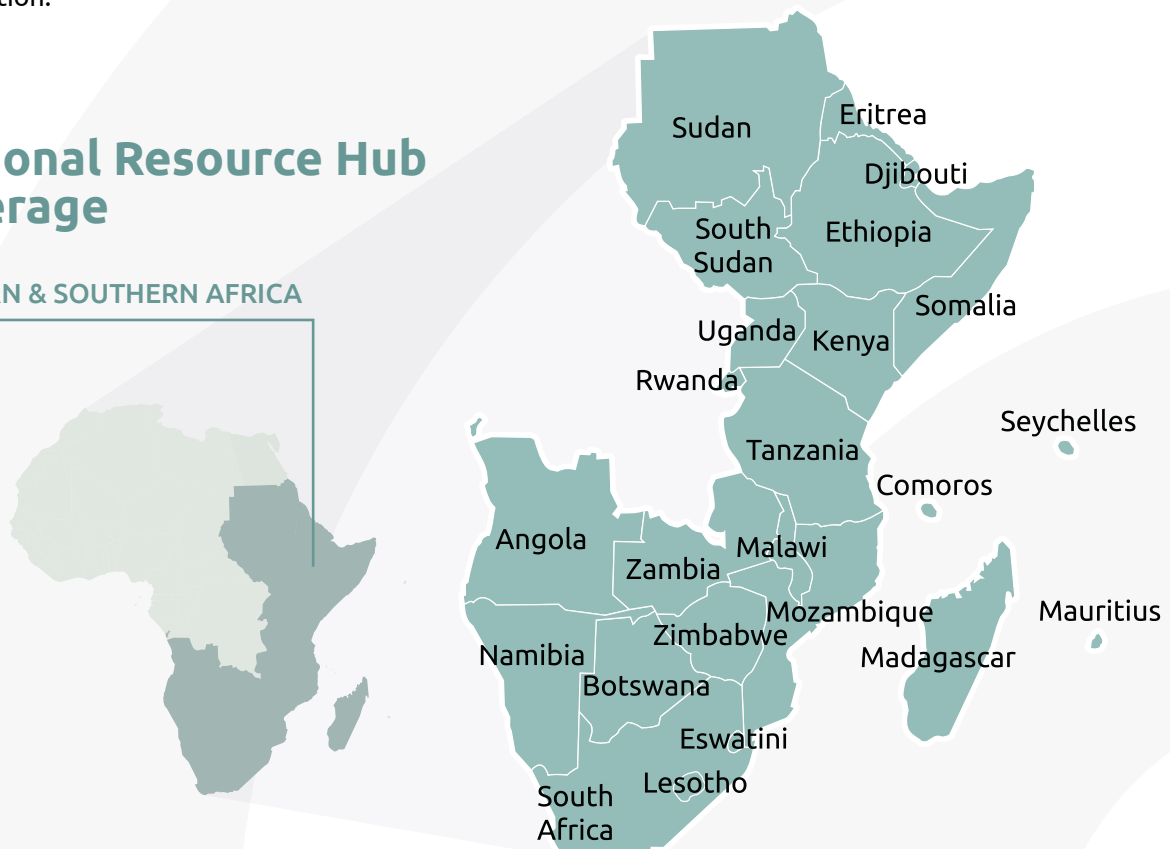 tion.
onal Resource Hub
erage
N & SOUTHERN AFRICA
Sudan
Eritrea
Djibouti
South
Sudan
Ethiopia
Somalia
Uganda
Kenya
Rwanda
Seychelles
Tanzania
Comoros
Angola
Malawi
Zambia
Mozambique
Mauritius
Zimbabwe
Namibia
Madagascar
Botswana
Eswatini
Lesotho
South
Africa